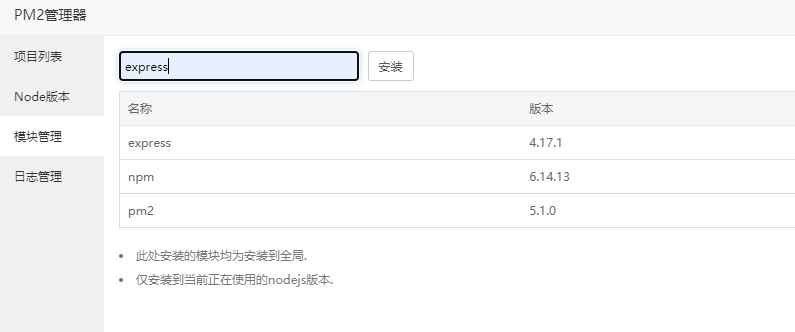 PM2管理器
项目列表
Node版本
模块管理
日志管理
express 安装
名称 版本
express 4.17.1
npm 6.14.13
pm2 5.1.0
• 此处安装的模块均为安装到全局.
• 仅安装到当前正在使用的nodejs版本.